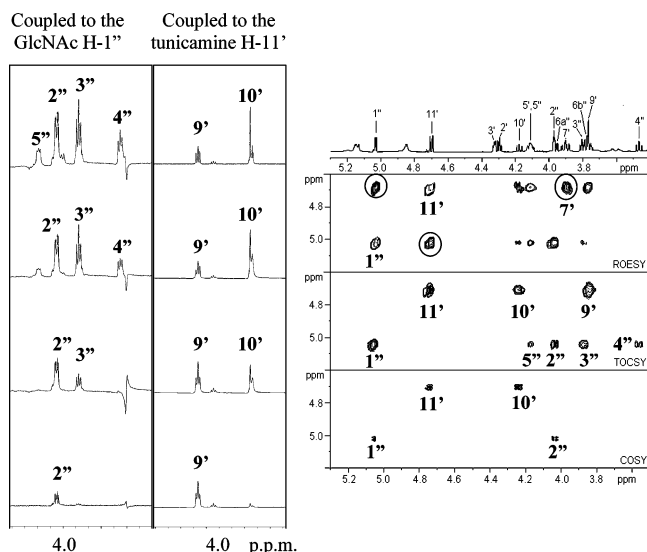 Coupled to the GlcNAc H-1”
Coupled to the tunicamine H-11’
5” 2” 3” 4”
9’ 10’
2” 3” 4”
9’ 10’
2” 3”
9’ 10’
2”
9’
4.0
4.0 p.p.m.
1" 11' 3' 2' 10' 5',5" 2" 6a" 7' 3" 6b" 9' 4"
5.2 5.0 4.8 4.6 4.4 4.2 4.0 3.8 ppm
ppm
4.8
11’ 7’
5.0
1”
ROESY
ppm
4.8
11’ 10’ 9’
5.0
1” 5” 2” 3” 4”
TOCSY
ppm
4.8
11’ 10’
5.0
1” 2”
COSY
5.2 5.0 4.8 4.6 4.4 4.2 4.0 3.8 ppm